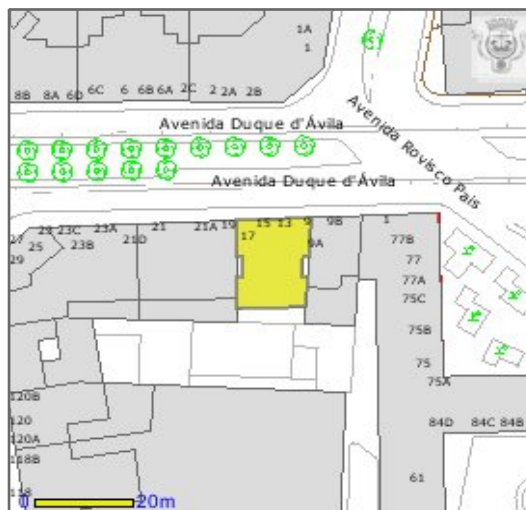 1A
1
8B 8A 6D 6C 6 6B 6A 2C 2 2A 2B
Avenida Duque d'Ávila
Avenida Rovisco Pais
Avenida Duque d'Ávila
27 29 23C 23A 21 21A 19 15 13 9 9B 1
25 23B 21D 17 9A 77B
29 77
77A
75C
75B
75
75A
120B
120 84D 84C 84B
120A
118B
118 61
0 20m